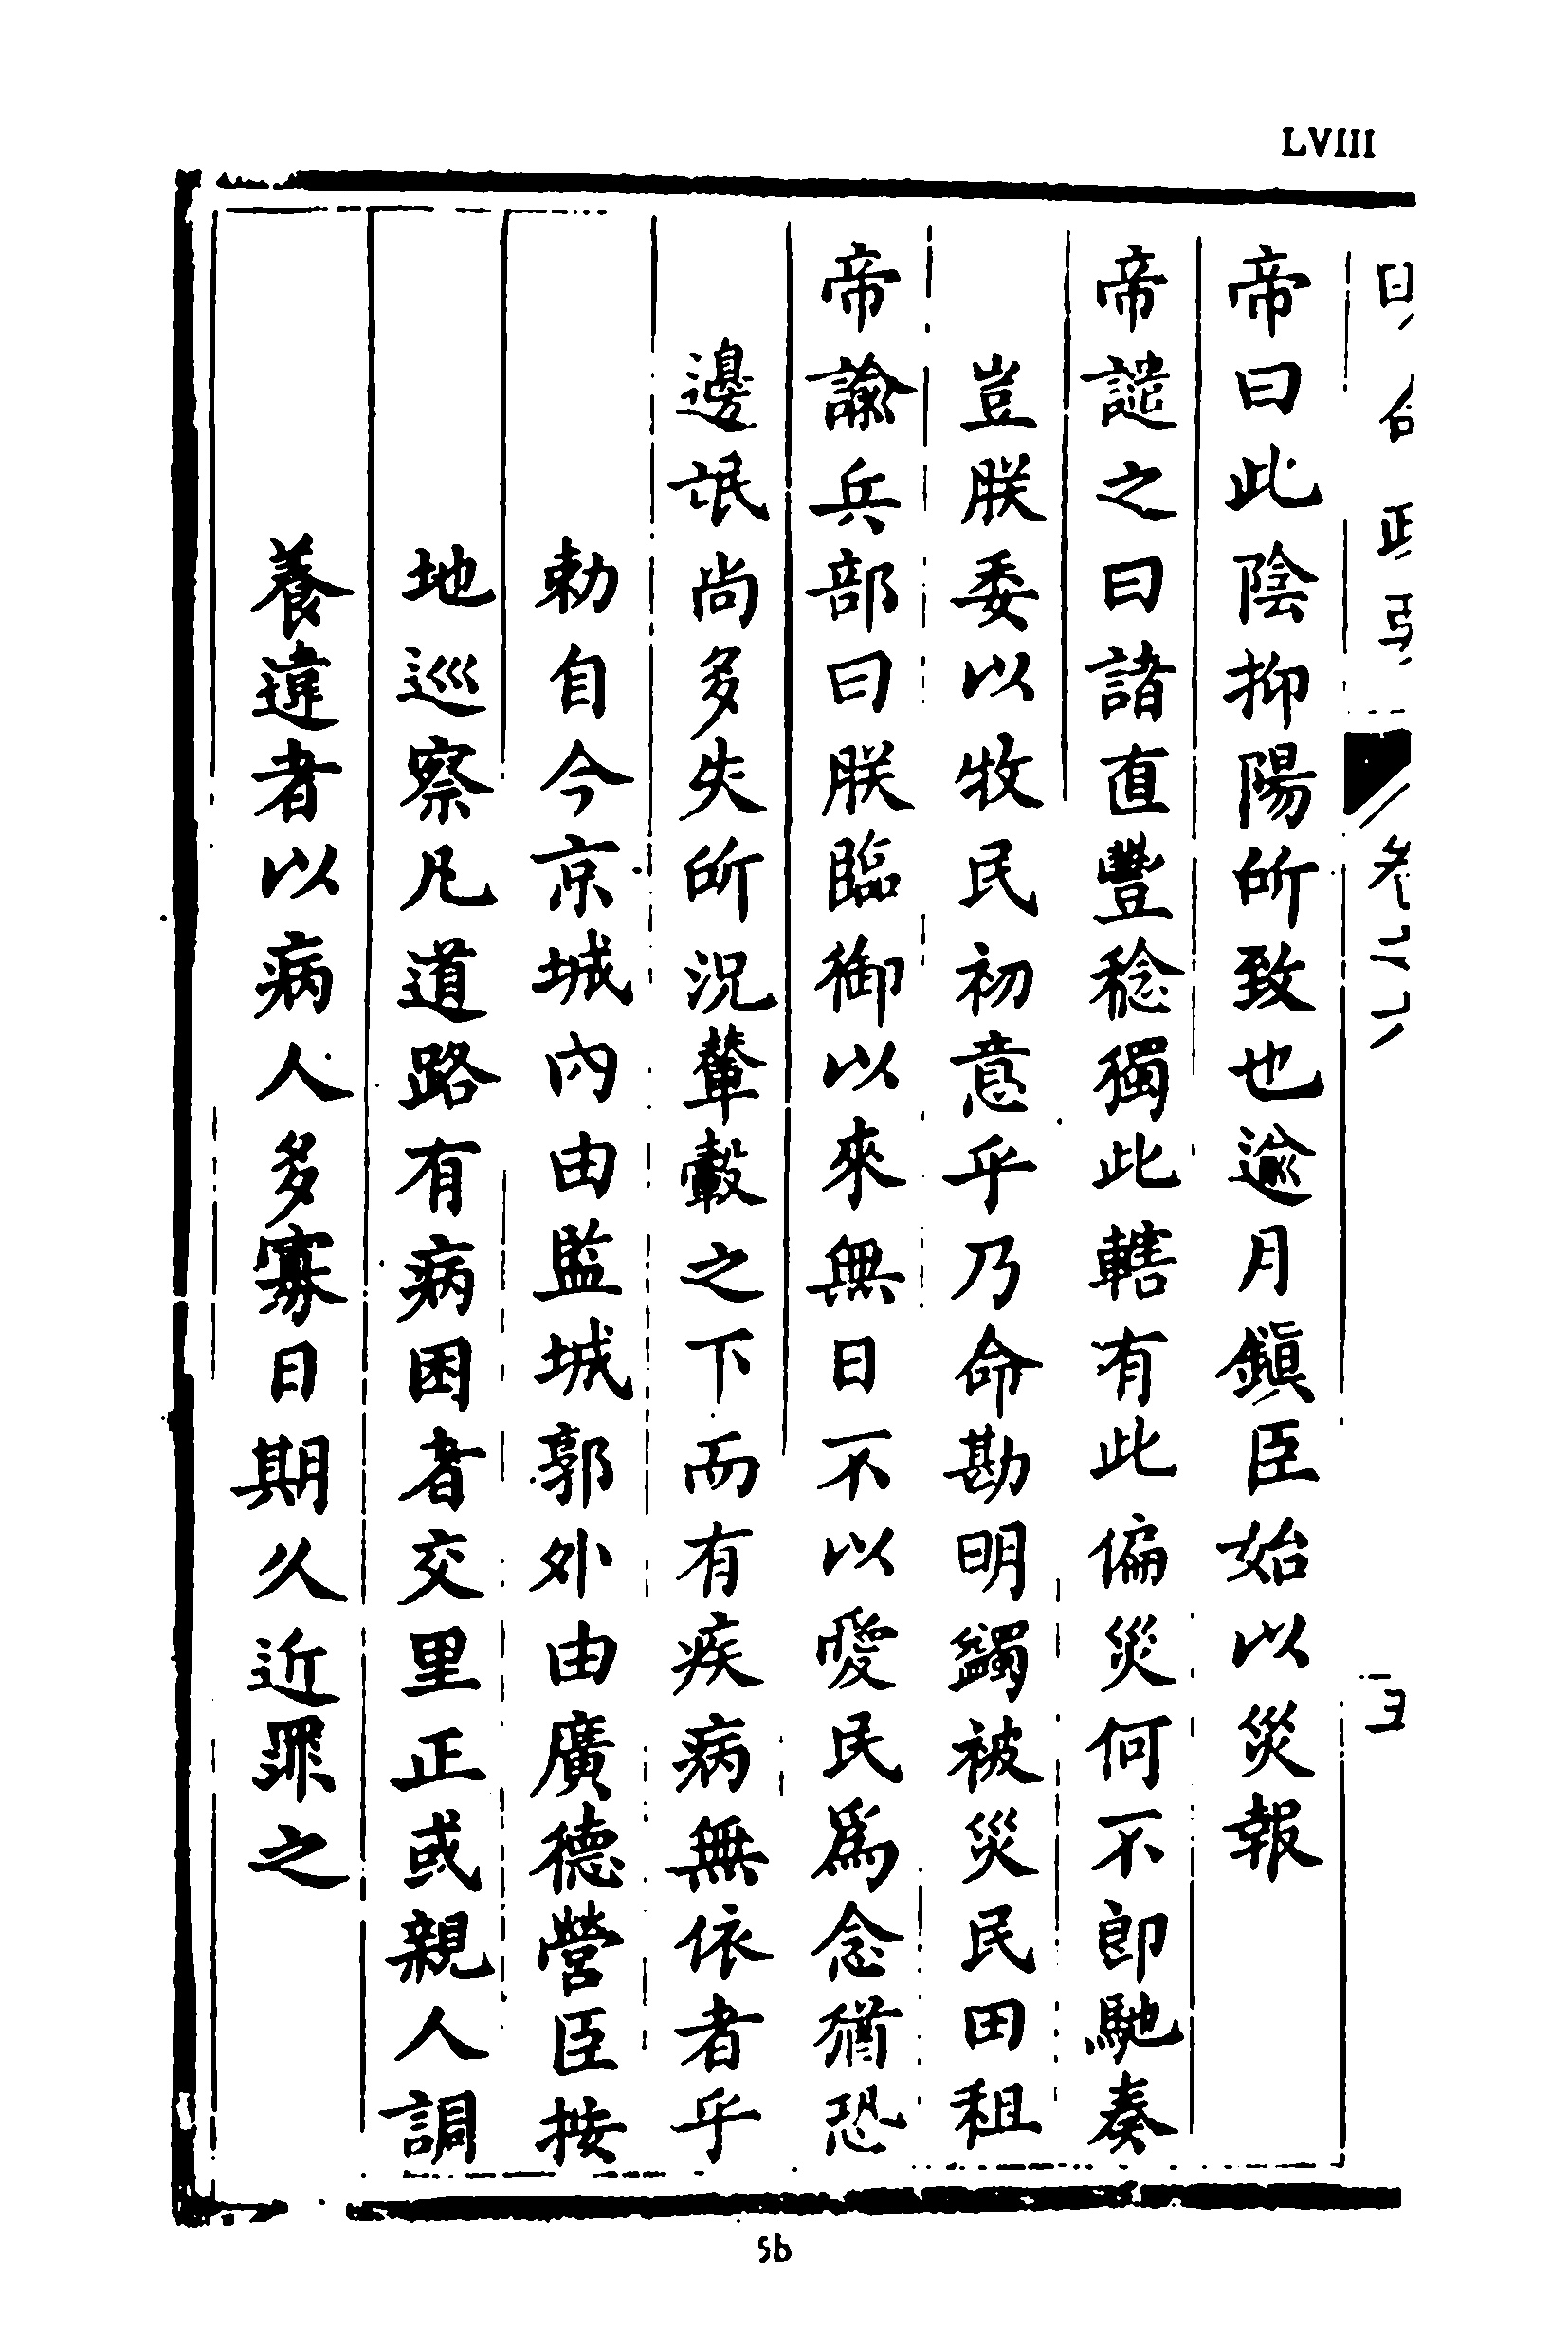 LVIII
帝曰此陰抑陽所致也逾月鎮臣始以災報
帝譴之曰諸直豐稔獨此轄有此偏災何不即馳奏
豈朕委以牧民初意乎乃命勘明蠲被災民田租
帝諭兵部曰朕臨御以來無日不以愛民爲念猶恐
邊氓尚多失所況輦轂之下而有疾病無依者乎
勅自今京城內由監城郭外由廣德營臣按
地巡察凡道路有病困者交里正或親人調
養違者以病人多寡日期久近罪之
5b